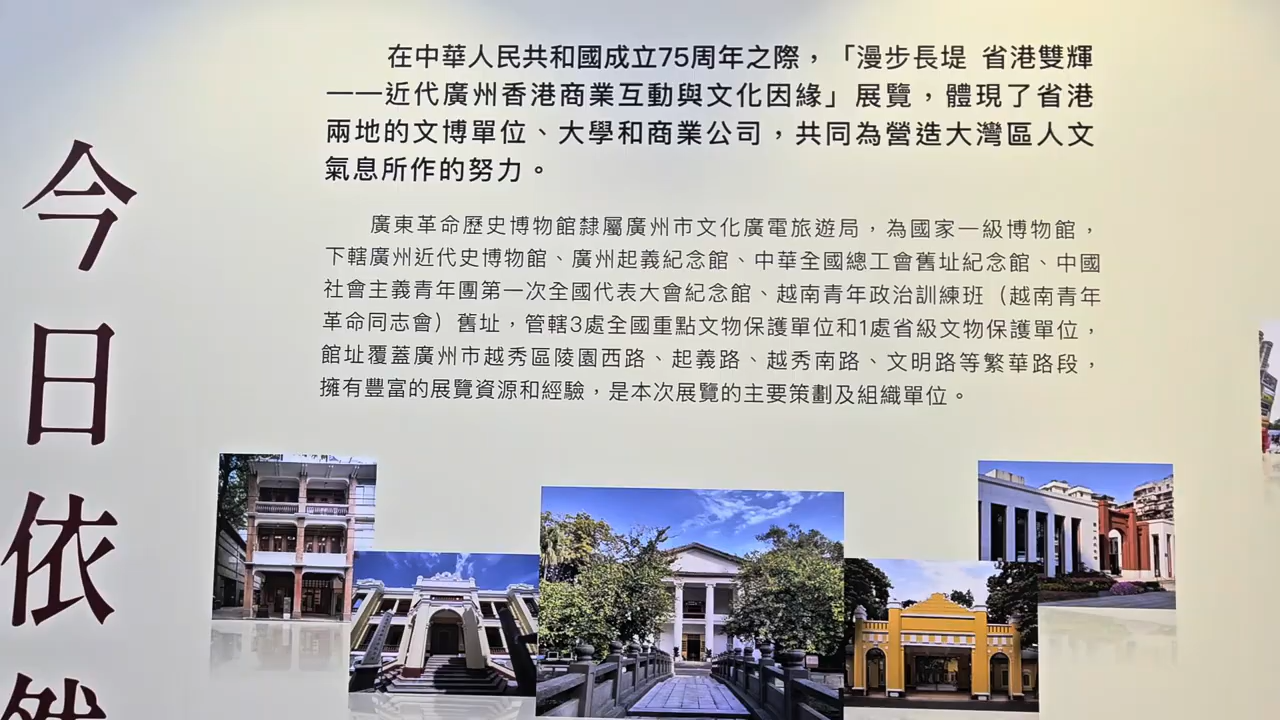 在中華人民共和國成立75周年之際，「漫步長堤 省港雙輝
——近代廣州香港商業互動與文化因緣」展覽，體現了省港
兩地的文博單位、大學和商業公司，共同為營造大灣區人文
氣息所作的努力。
廣東革命歷史博物館隸屬廣州市文化廣電旅遊局，為國家一級博物館，
下轄廣州近代史博物館、廣州起義紀念館、中華全國總工會舊址紀念館、中國
社會主義青年團第一次全國代表大會紀念館、越南青年政治訓練班（越南青年
革命同志會）舊址，管轄3處全國重點文物保護單位和1處省級文物保護單位，
館址覆蓋廣州市越秀區陵園西路、起義路、越秀南路、文明路等繁華路段，
擁有豐富的展覽資源和經驗，是本次展覽的主要策劃及組織單位。
今日依然